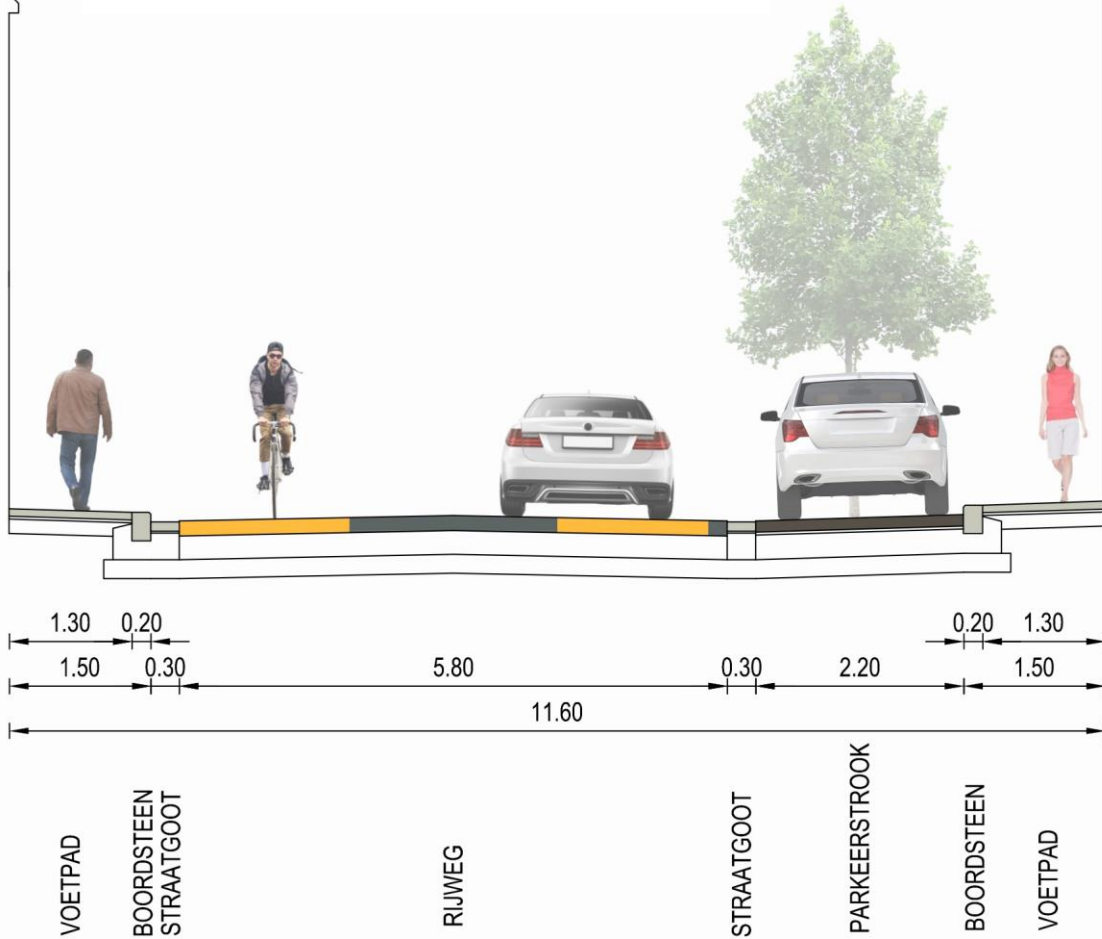 1.30 0.20 0.20 1.30
1.50 0.30 5.80 0.30 2.20 1.50
11.60
VOETPAD
BOORDSTEEN
STRAATGOOT
RIJWEG
STRAATGOOT
PARKEERSTROOK
BOORDSTEEN
VOETPAD